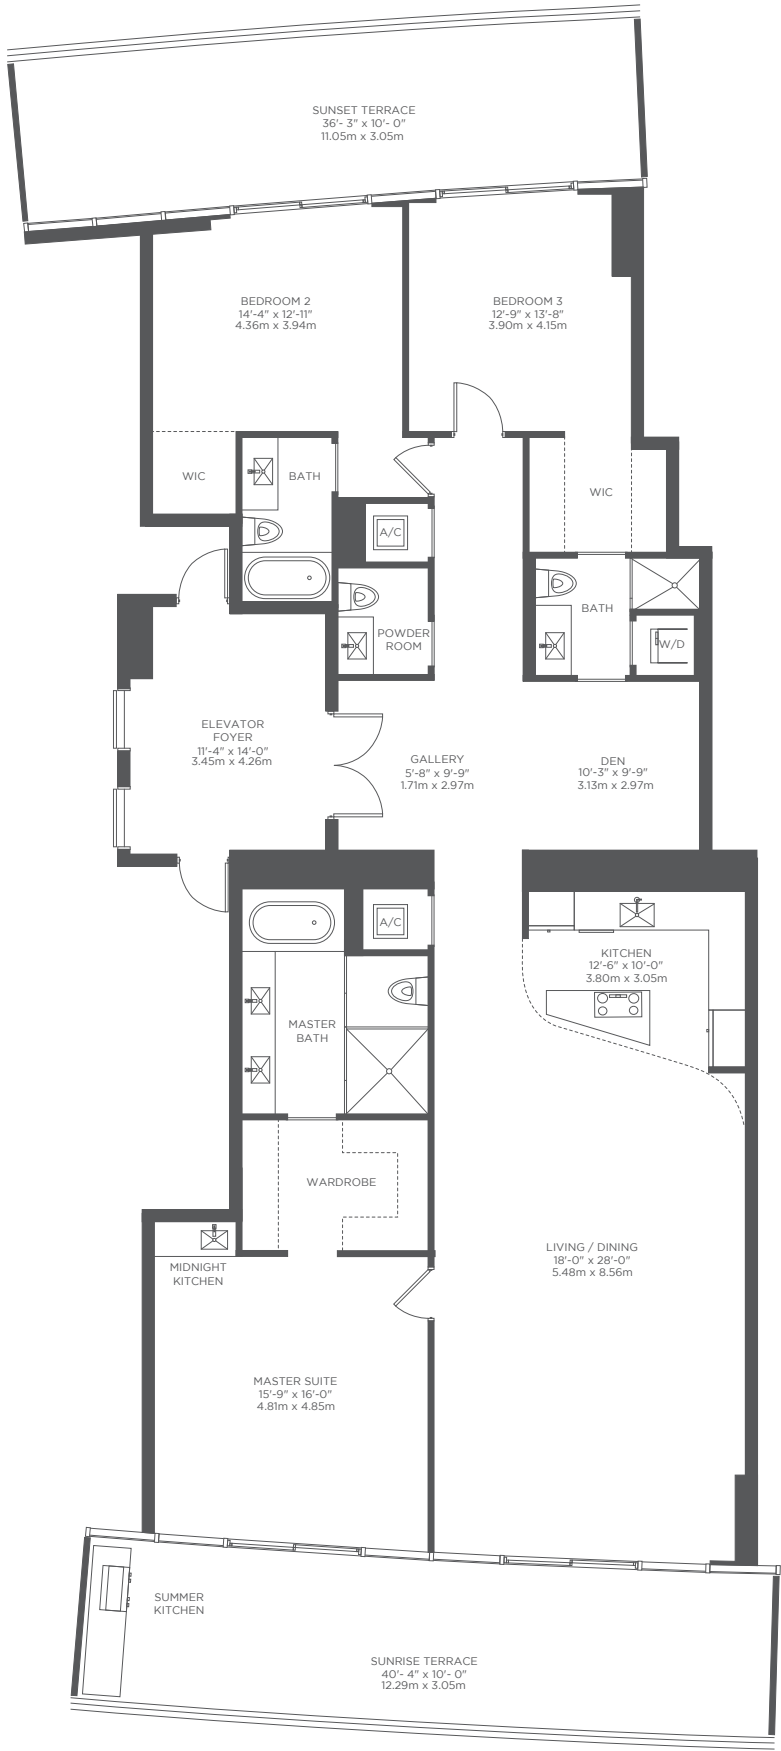 SUNSET TERRACE
36'- 3" x 10'- 0"
11.05m x 3.05m
BEDROOM 2
14'-4" x 12'-11"
4.36m x 3.94m
BEDROOM 3
12'-9" x 13'-8"
3.90m x 4.15m
WIC
BATH
WIC
A/C
BATH
POWDER
ROOM
W/D
ELEVATOR
FOYER
11'-4" x 14'-0"
3.45m x 4.26m
GALLERY
5'-8" x 9'-9"
1.71m x 2.97m
DEN
10'-3" x 9'-9"
3.13m x 2.97m
A/C
KITCHEN
12'-6" x 10'-0"
3.80m x 3.05m
MASTER
BATH
WARDROBE
MIDNIGHT
KITCHEN
LIVING / DINING
18'-0" x 28'-0"
5.48m x 8.56m
MASTER SUITE
15'-9" x 16'-0"
4.81m x 4.85m
SUMMER
KITCHEN
SUNRISE TERRACE
40'- 4" x 10'- 0"
12.29m x 3.05m